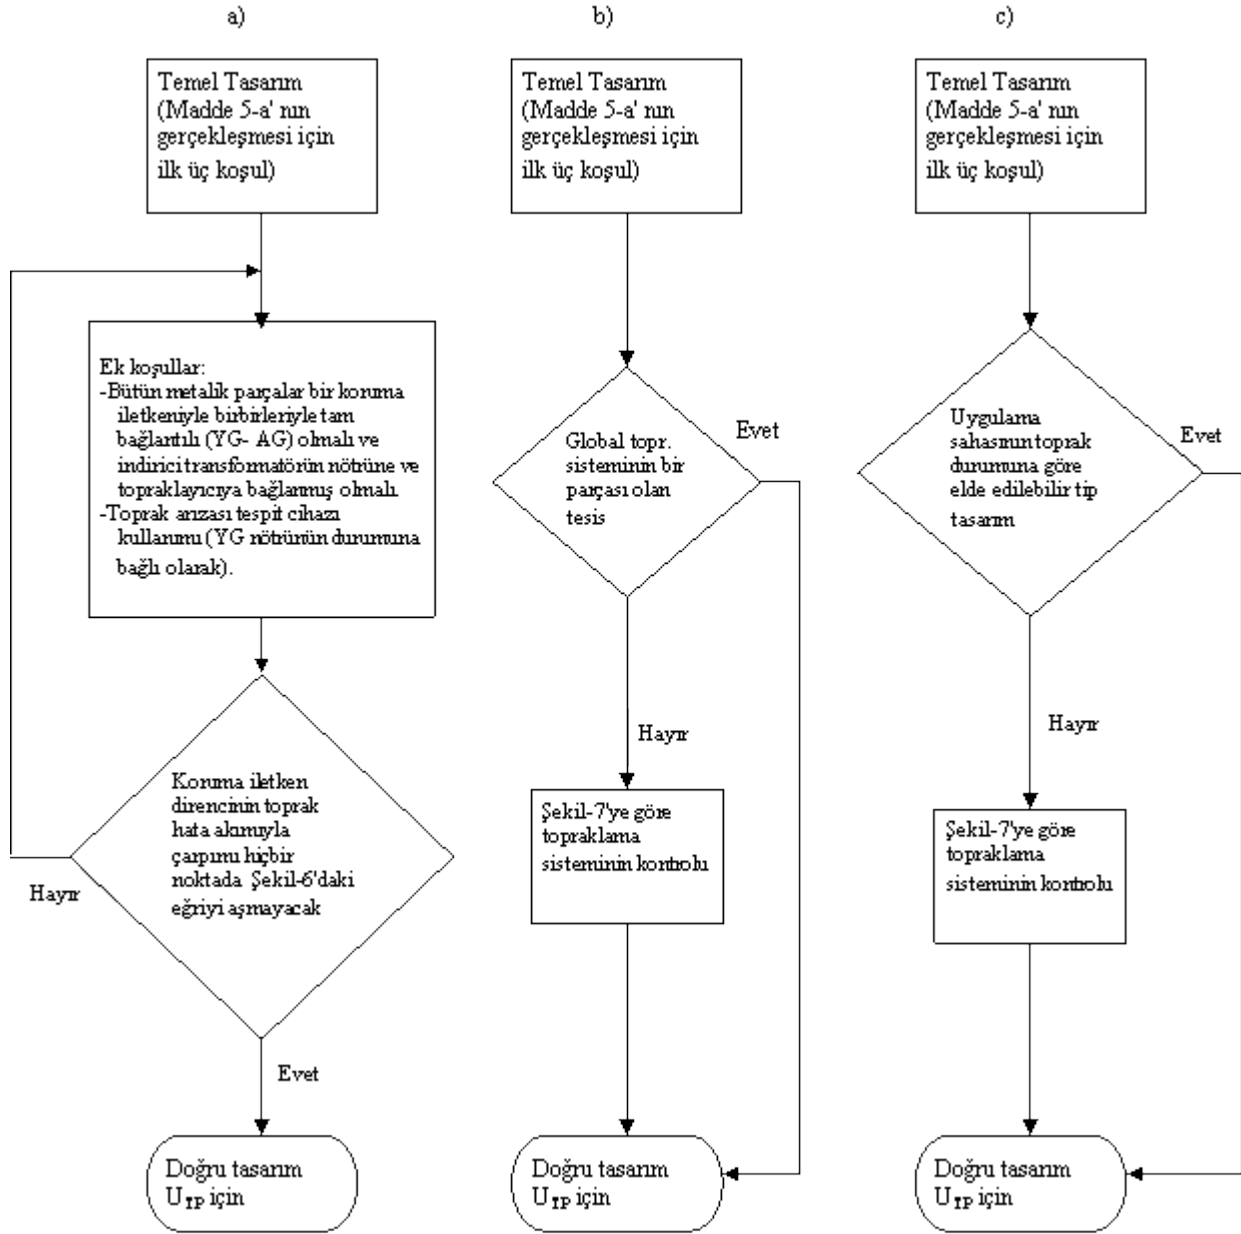 a)
Temel Tasarım
(Madde 5-a' nın
gerçekleşmesi için
ilk üç koşul)
Ek koşullar:
-Bütün metalik parçalar bir koruma
iletkeniyle birbirleriyle tam
bağlantılı (YG- AG) olmalı ve
indirici transformatörün nötrüne ve
topraklayıcıya bağlanmış olmalı.
-Toprak arızası tespit cihazı
kullanımı (YG nötrünün durumuna
bağlı olarak).
Koruma iletken
direncinin toprak
hata akımıyla
çarpımı hiçbir
noktada Şekil-6'daki
eğriyi aşmayacak
Hayır
Evet
Doğru tasarım
UTP için
b)
Temel Tasarım
(Madde 5-a' nın
gerçekleşmesi için
ilk üç koşul)
Global topr.
sisteminin bir
parçası olan
tesis
Evet
Hayır
Şekil-7'ye göre
topraklama
sisteminin kontrolu
Doğru tasarım
UTP için
c)
Temel Tasarım
(Madde 5-a' nın
gerçekleşmesi için
ilk üç koşul)
Uygulama
sahasının toprak
durumuna göre
elde edilebilir tip
tasarım
Evet
Hayır
Şekil-7'ye göre
topraklama
sisteminin kontrolu
Doğru tasarım
UTP için